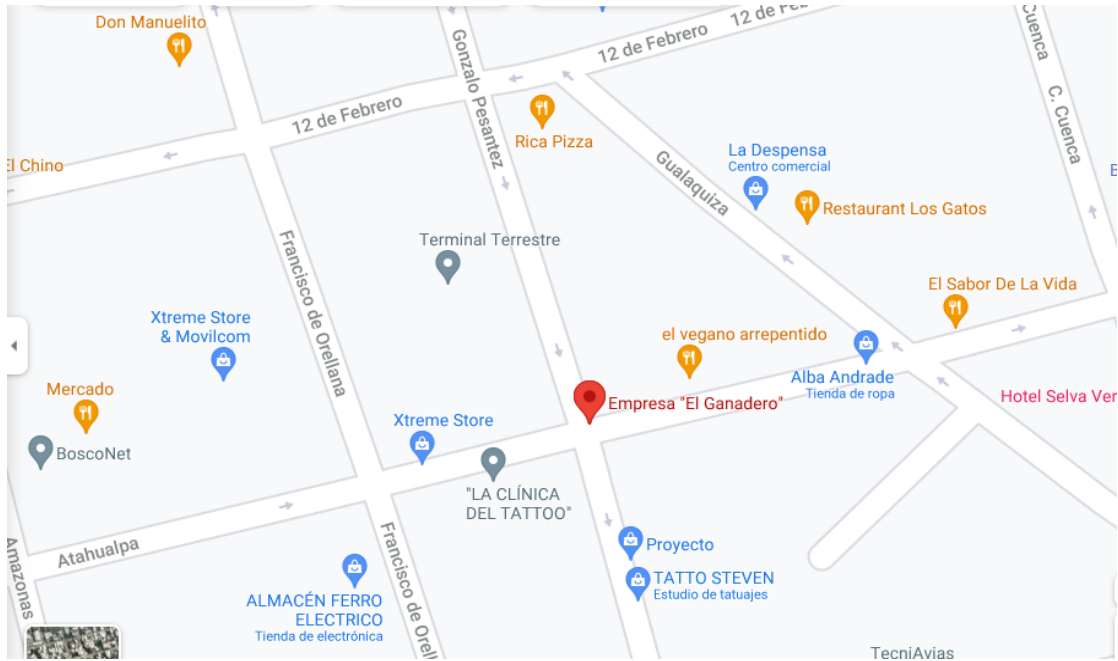 Don Manuelito
12 de Febrero
Cuenca
Gonzalo Pesantez
12 de Febrero
C. Cuenca
Rica Pizza
La Despensa
Centro comercial
El Chino
Gualaquiza
Restaurant Los Gatos
Terminal Terrestre
Francisco de Orellana
El Sabor De La Vida
Xtreme Store
& Movilcom
el vegano arrepentido
Mercado
Alba Andrade
Tienda de ropa
Hotel Selva Ver
Empresa "El Ganadero"
Xtreme Store
BoscoNet
"LA CLÍNICA
DEL TATTOO"
Atahualpa
Amazonas
Francisco de Orell
Proyecto
ALMACÉN FERRO
ELECTRICO
Tienda de electrónica
TATTO STEVEN
Estudio de tatuajes
TecniAvias